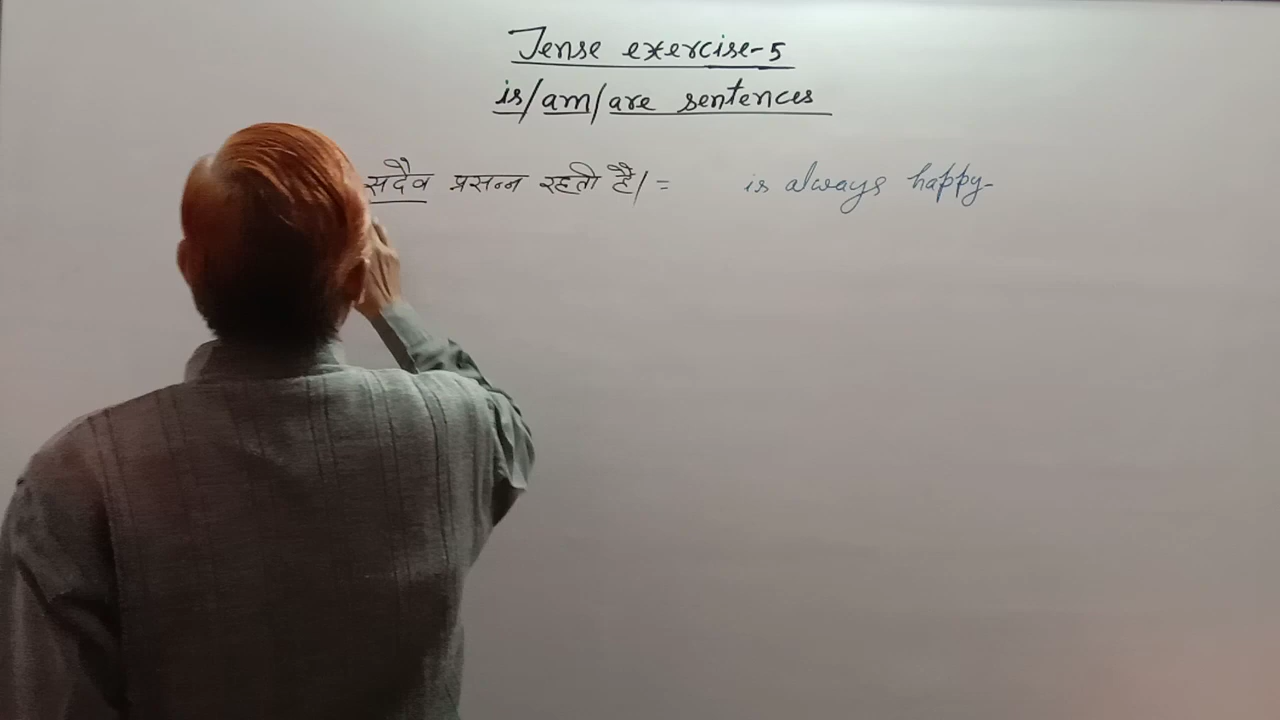 Tense exercise-5
is/am/are sentences
सदैव प्रसन्न रहती है/ = is always happy-